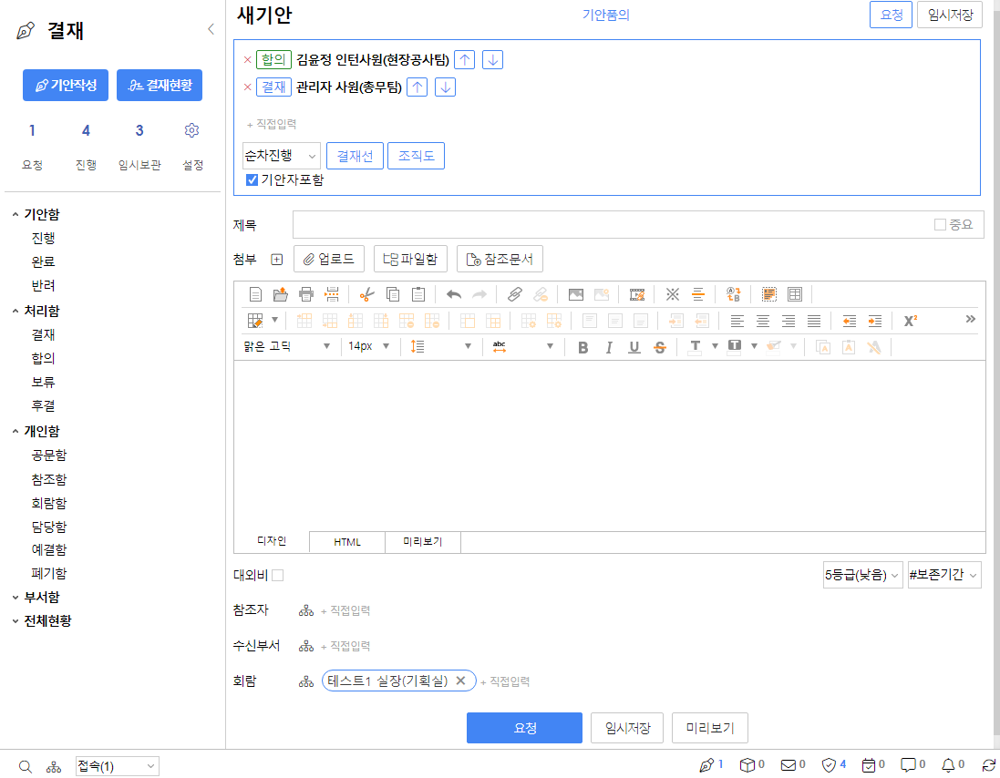 결재
기안작성 결재현황
1 4 3
요청 진행 임시보관 설정
기안함
진행
완료
반려
처리함
결재
합의
보류
후결
개인함
공문함
참조함
회람함
담당함
예결함
폐기함
부서함
전체현황
새기안 기안품의 요청 임시저장
합의 김윤정 인턴사원(현장공사팀)
결재 관리자 사원(총무팀)
+ 직접입력
순차진행 결재선 조직도
기안자포함
제목 중요
첨부 업로드 파일함 참조문서
맑은 고딕 14px abc B I U S T T
디자인 HTML 미리보기
대외비 5등급(낮음) #보존기간
참조자 + 직접입력
수신부서 + 직접입력
회람 테스트1 실장(기획실) + 직접입력
요청 임시저장 미리보기
접속(1) 1 0 0 4 0 0 0